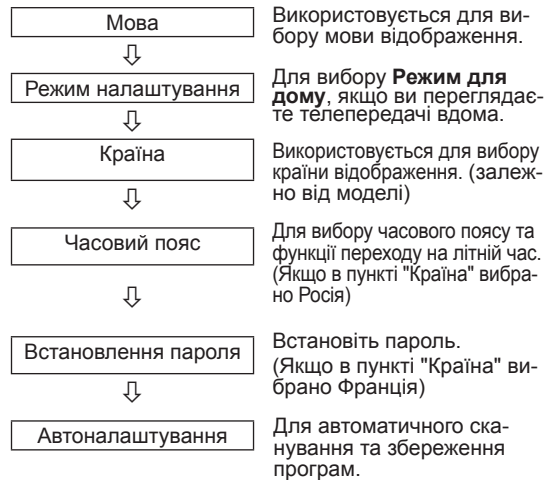 Мова
Використовується для ви-
бору мови відображення.
Режим налаштування
Для вибору Режим для
дому, якщо ви переглядає-
те телепередачі вдома.
Країна
Використовується для вибору
країни відображення. (залеж-
но від моделі)
Часовий пояс
Для вибору часового поясу та
функції переходу на літній час.
(Якщо в пункті "Країна" вибра-
но Росія)
Встановлення пароля
Встановіть пароль.
(Якщо в пункті "Країна" ви-
брано Франція)
Автоналаштування
Для автоматичного ска-
нування та збереження
програм.